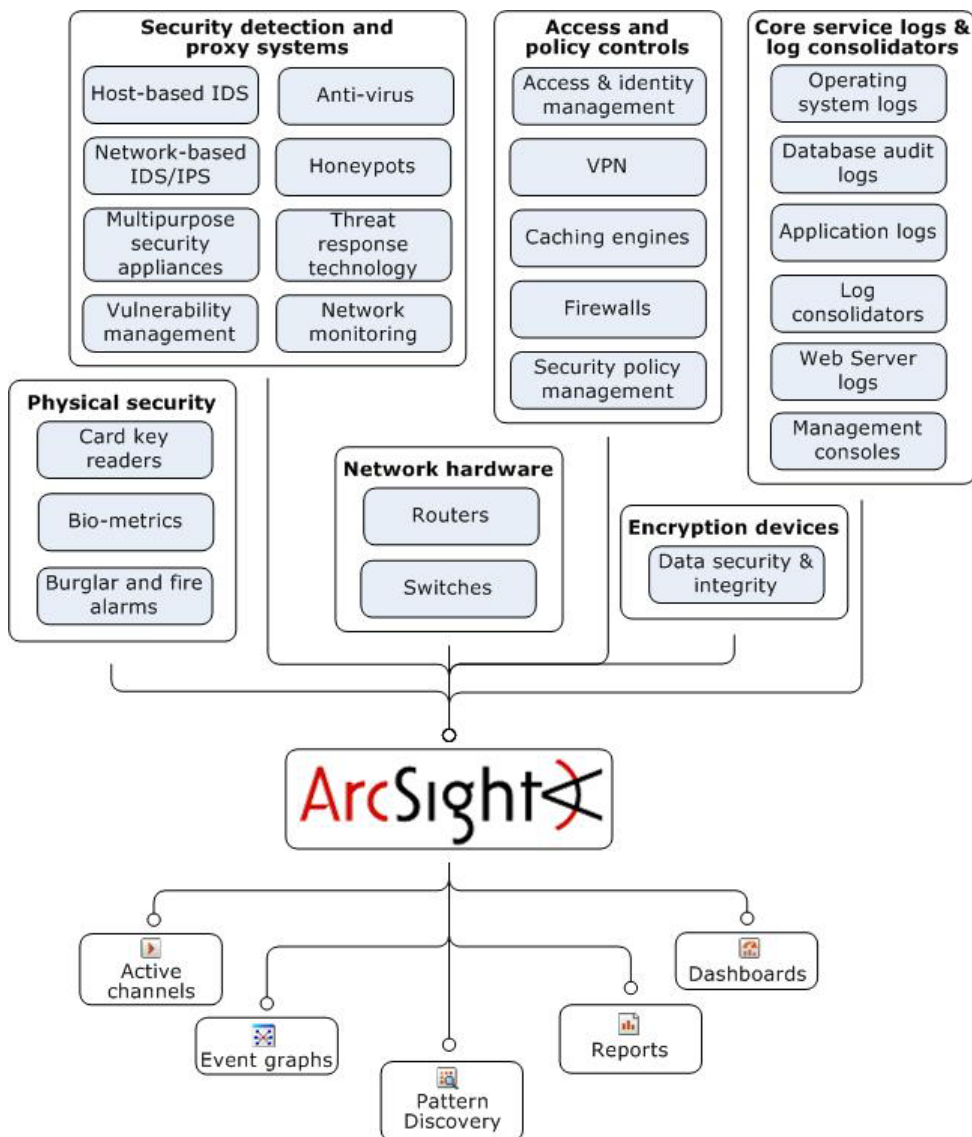 Security detection and
proxy systems
Host-based IDS
Anti-virus
Network-based
IDS/IPS
Honeypots
Multipurpose
security
appliances
Threat
response
technology
Vulnerability
management
Network
monitoring
Access and
policy controls
Access & identity
management
VPN
Caching engines
Firewalls
Security policy
management
Core service logs &
log consolidators
Operating
system logs
Database audit
logs
Application logs
Log
consolidators
Web Server
logs
Management
consoles
Physical security
Card key
readers
Bio-metrics
Burglar and fire
alarms
Network hardware
Routers
Switches
Encryption devices
Data security &
integrity
ArcSight
Active
channels
Event graphs
Pattern
Discovery
Reports
Dashboards